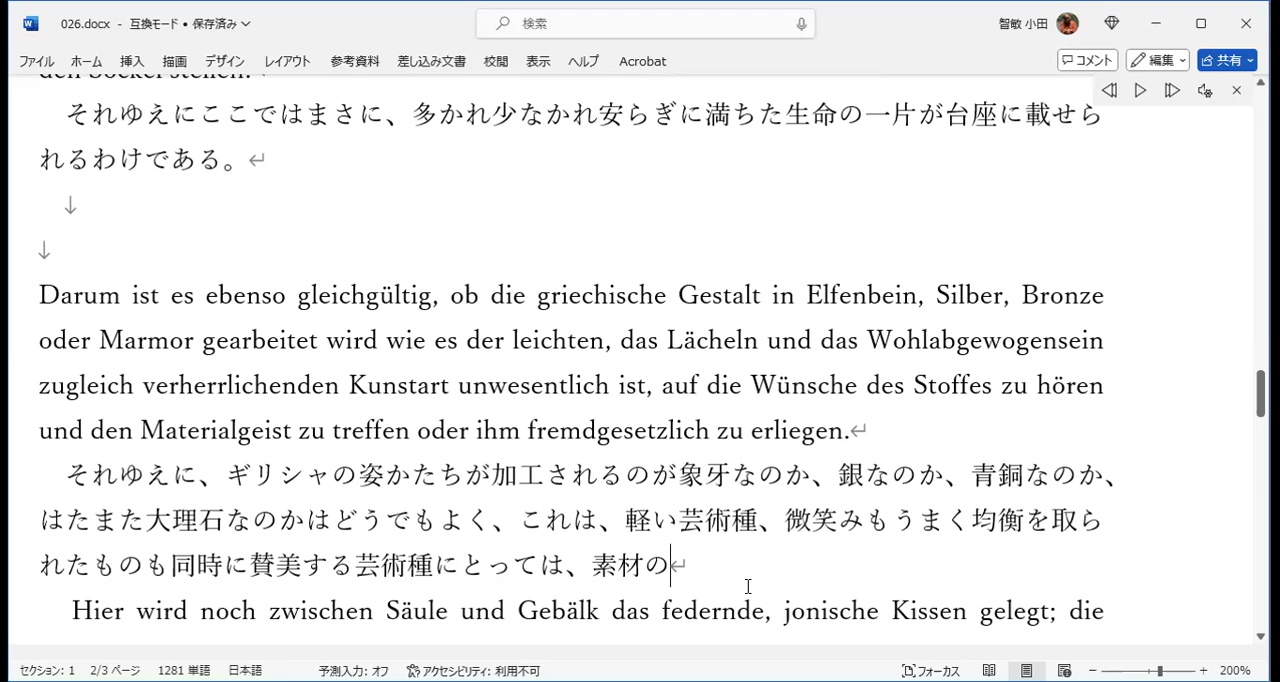 026.docx - 互換モード • 保存済み
検索
智敏 小田
ファイル ホーム 挿入 描画 デザイン レイアウト 参考資料 差し込み文書 校閲 表示 ヘルプ Acrobat
コメント 編集 共有
den Sockel stellen.
それゆえにここではまさに、多かれ少なかれ安らぎに満ちた生命の一片が台座に載せら
れるわけである。↵
↓
↓
Darum ist es ebenso gleichgültig, ob die griechische Gestalt in Elfenbein, Silber, Bronze
oder Marmor gearbeitet wird wie es der leichten, das Lächeln und das Wohlabgewogensein
zugleich verherrlichenden Kunstart unwesentlich ist, auf die Wünsche des Stoffes zu hören
und den Materialgeist zu treffen oder ihm fremdgesetzlich zu erliegen.↵
それゆえに、ギリシャの姿かたちが加工されるのが象牙なのか、銀なのか、青銅なのか、
はたまた大理石なのかはどうでもよく、これは、軽い芸術種、微笑みもうまく均衡を取ら
れたものも同時に賛美する芸術種にとっては、素材の↵
Hier wird noch zwischen Säule und Gebälk das federnde, jonische Kissen gelegt; die
セクション: 1 2/3 ページ 1281 単語 日本語 予測入力: オフ アクセシビリティ: 利用不可 フォーカス 200%